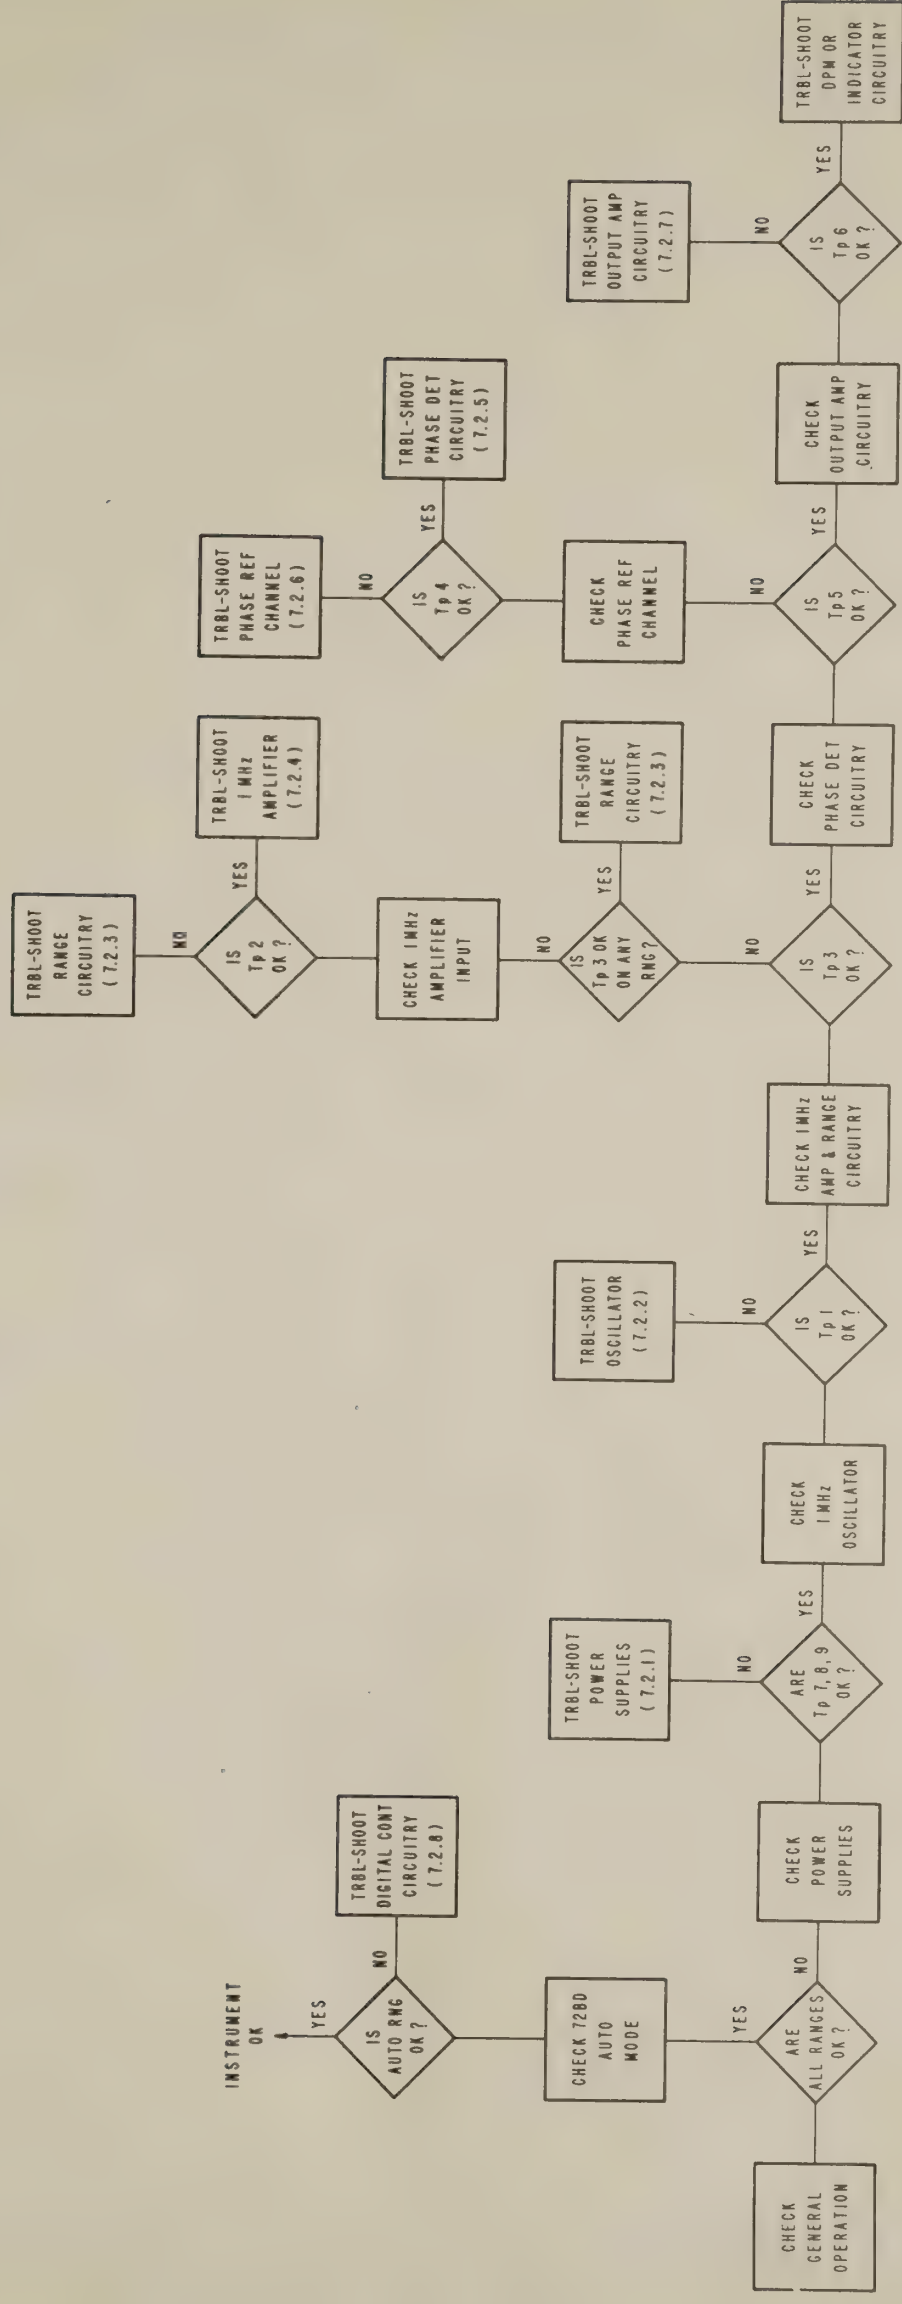 CHECK
GENERAL
OPERATION
ARE
ALL RANGES
OK ?
YES
NO
CHECK 72BD
AUTO
MODE
IS
AUTO RNG
OK ?
YES
NO
INSTRUMENT
OK
TRBL-SHOOT
DIGITAL CONT
CIRCUITRY
( 7.2.8 )
CHECK
POWER
SUPPLIES
ARE
Tp 7, 8, 9
OK ?
NO
YES
TRBL-SHOOT
POWER
SUPPLIES
( 7.2.1 )
CHECK
1 MHz
OSCILLATOR
IS
Tp 1
OK ?
NO
YES
TRBL-SHOOT
OSCILLATOR
( 7.2.2 )
CHECK 1MHz
AMP & RANGE
CIRCUITRY
IS
Tp 3
OK ?
NO
YES
IS
Tp 3 OK
ON ANY
RNG ?
NO
YES
TRBL-SHOOT
RANGE
CIRCUITRY
( 7.2.3 )
CHECK 1MHz
AMPLIFIER
INPUT
IS
Tp 2
OK ?
NO
YES
TRBL-SHOOT
RANGE
CIRCUITRY
( 7.2.3 )
TRBL-SHOOT
1 MHz
AMPLIFIER
( 7.2.4 )
CHECK
PHASE DET
CIRCUITRY
IS
Tp 5
OK ?
NO
YES
CHECK
PHASE REF
CHANNEL
IS
Tp 4
OK ?
NO
YES
TRBL-SHOOT
PHASE REF
CHANNEL
( 7.2.6 )
TRBL-SHOOT
PHASE DET
CIRCUITRY
( 7.2.5 )
CHECK
OUTPUT AMP
CIRCUITRY
IS
Tp 6
OK ?
NO
YES
TRBL-SHOOT
OUTPUT AMP
CIRCUITRY
( 7.2.7 )
TRBL-SHOOT
DPM OR
INDICATOR
CIRCUITRY